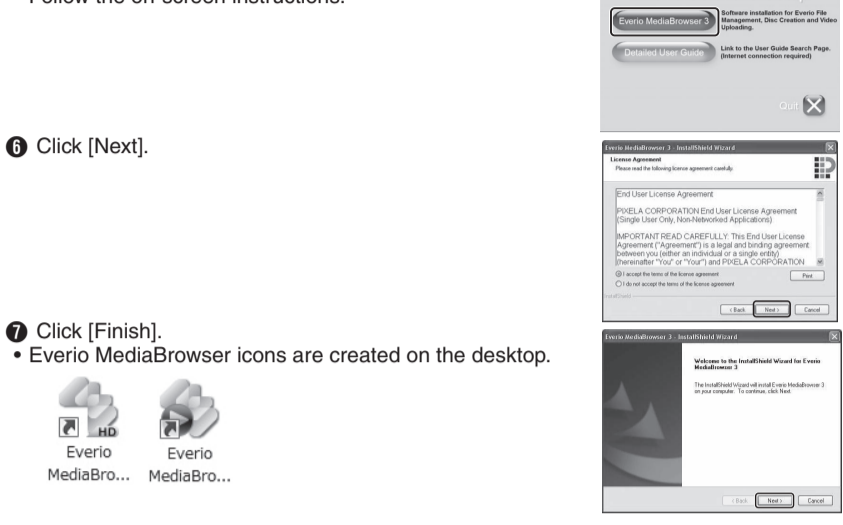 Follow the on-screen instructions.
Everio MediaBrowser 3
Software installation for Everio File
Management, Disc Creation and Video
Uploading.
Detailed User Guide
Link to the User Guide Search Page.
(Internet connection required)
Quit
6 Click [Next].
Everio MediaBrowser 3 - InstallShield Wizard
License Agreement
Please read the following license agreement carefully.
End User License Agreement
PIXELA CORPORATION End User License Agreement
(Single User Only, Non-Networked Applications)
IMPORTANT READ CAREFULLY: This End User License
Agreement ("Agreement") is a legal and binding agreement
between you (either an individual or a single entity)
(hereinafter "You" or "Your") and PIXELA CORPORATION
I accept the terms of the license agreement
Print
I do not accept the terms of the license agreement
InstallShield
< Back
Next >
Cancel
7 Click [Finish].
• Everio MediaBrowser icons are created on the desktop.
HD
Everio
MediaBro...
Everio
MediaBro...
Everio MediaBrowser 3 - InstallShield Wizard
Welcome to the InstallShield Wizard for Everio
MediaBrowser 3
The InstallShield Wizard will install Everio MediaBrowser 3
on your computer. To continue, click Next.
< Back
Next >
Cancel